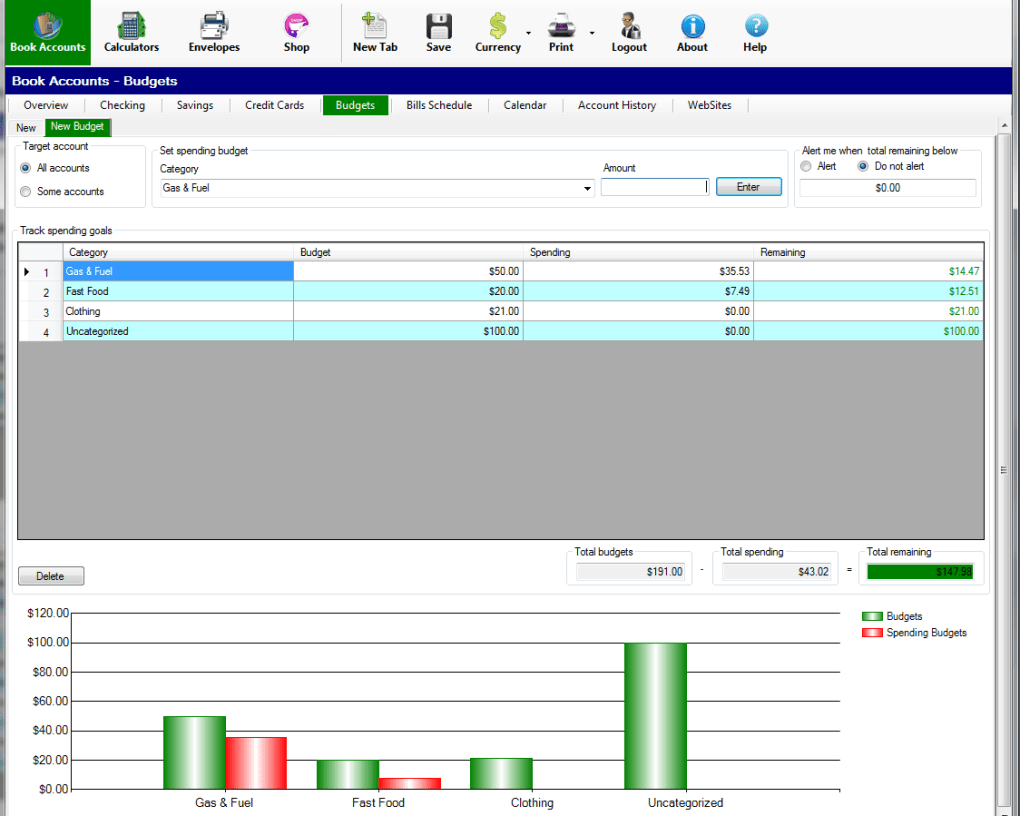 Book Accounts Calculators Envelopes Shop New Tab Save Currency Print Logout About Help
Book Accounts - Budgets
Overview Checking Savings Credit Cards Budgets Bills Schedule Calendar Account History WebSites
New New Budget
Target account
All accounts
Some accounts
Set spending budget
Category Amount
Gas & Fuel Enter
Alert me when total remaining below
Alert Do not alert
$0.00
Track spending goals
Category Budget Spending Remaining
1 Gas & Fuel $50.00 $35.53 $14.47
2 Fast Food $20.00 $7.49 $12.51
3 Clothing $21.00 $0.00 $21.00
4 Uncategorized $100.00 $0.00 $100.00
Delete
Total budgets Total spending Total remaining
$191.00 - $43.02 = $147.98
$120.00
$100.00
$80.00
$60.00
$40.00
$20.00
$0.00
Gas & Fuel Fast Food Clothing Uncategorized
Budgets
Spending Budgets